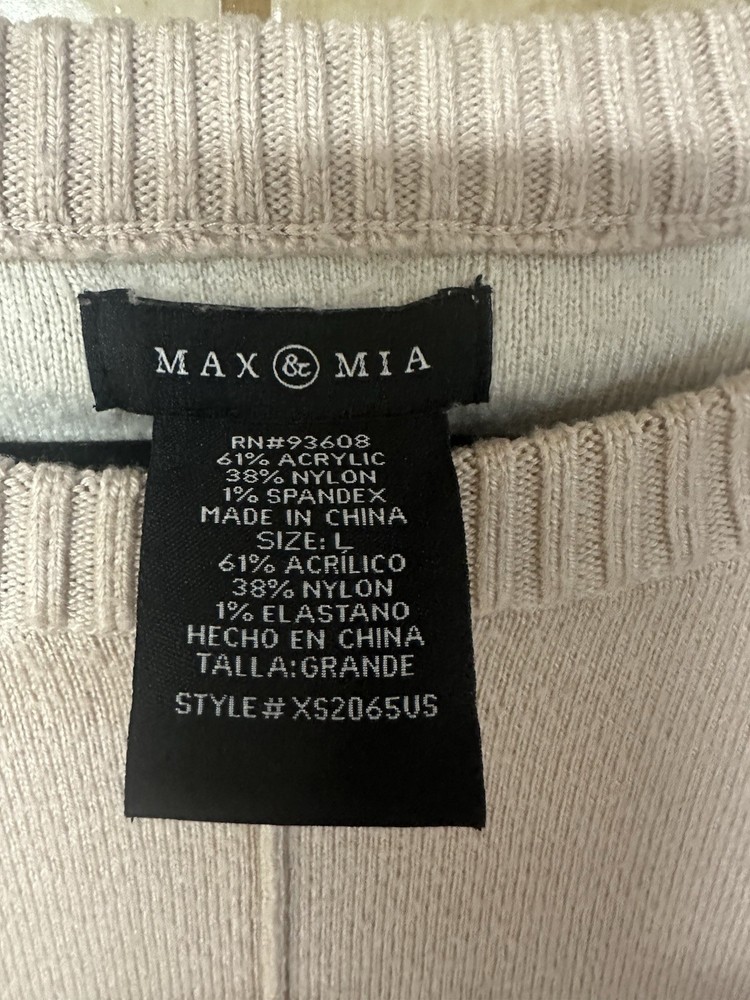 MAX & MIA
RN#93608
61% ACRYLIC
38% NYLON
1% SPANDEX
MADE IN CHINA
SIZE: L
61% ACRÍLICO
38% NYLON
1% ELASTANO
HECHO EN CHINA
TALLA:GRANDE
STYLE# XS2065US